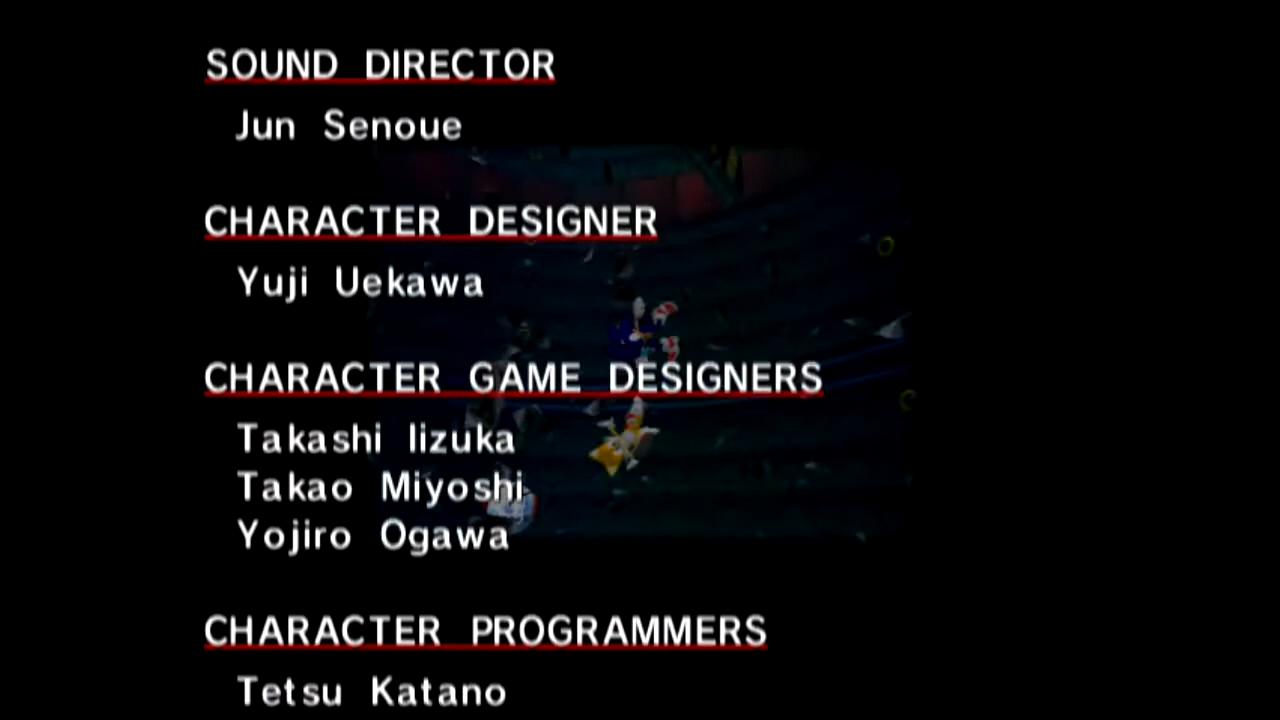 SOUND DIRECTOR
Jun Senoue
CHARACTER DESIGNER
Yuji Uekawa
CHARACTER GAME DESIGNERS
Takashi Iizuka
Takao Miyoshi
Yojiro Ogawa
CHARACTER PROGRAMMERS
Tetsu Katano